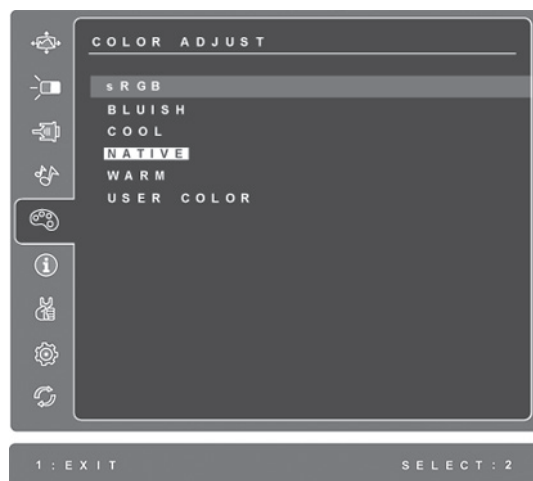 COLOR ADJUST
sRGB
BLUISH
COOL
NATIVE
WARM
USER COLOR
1:EXIT SELECT:2